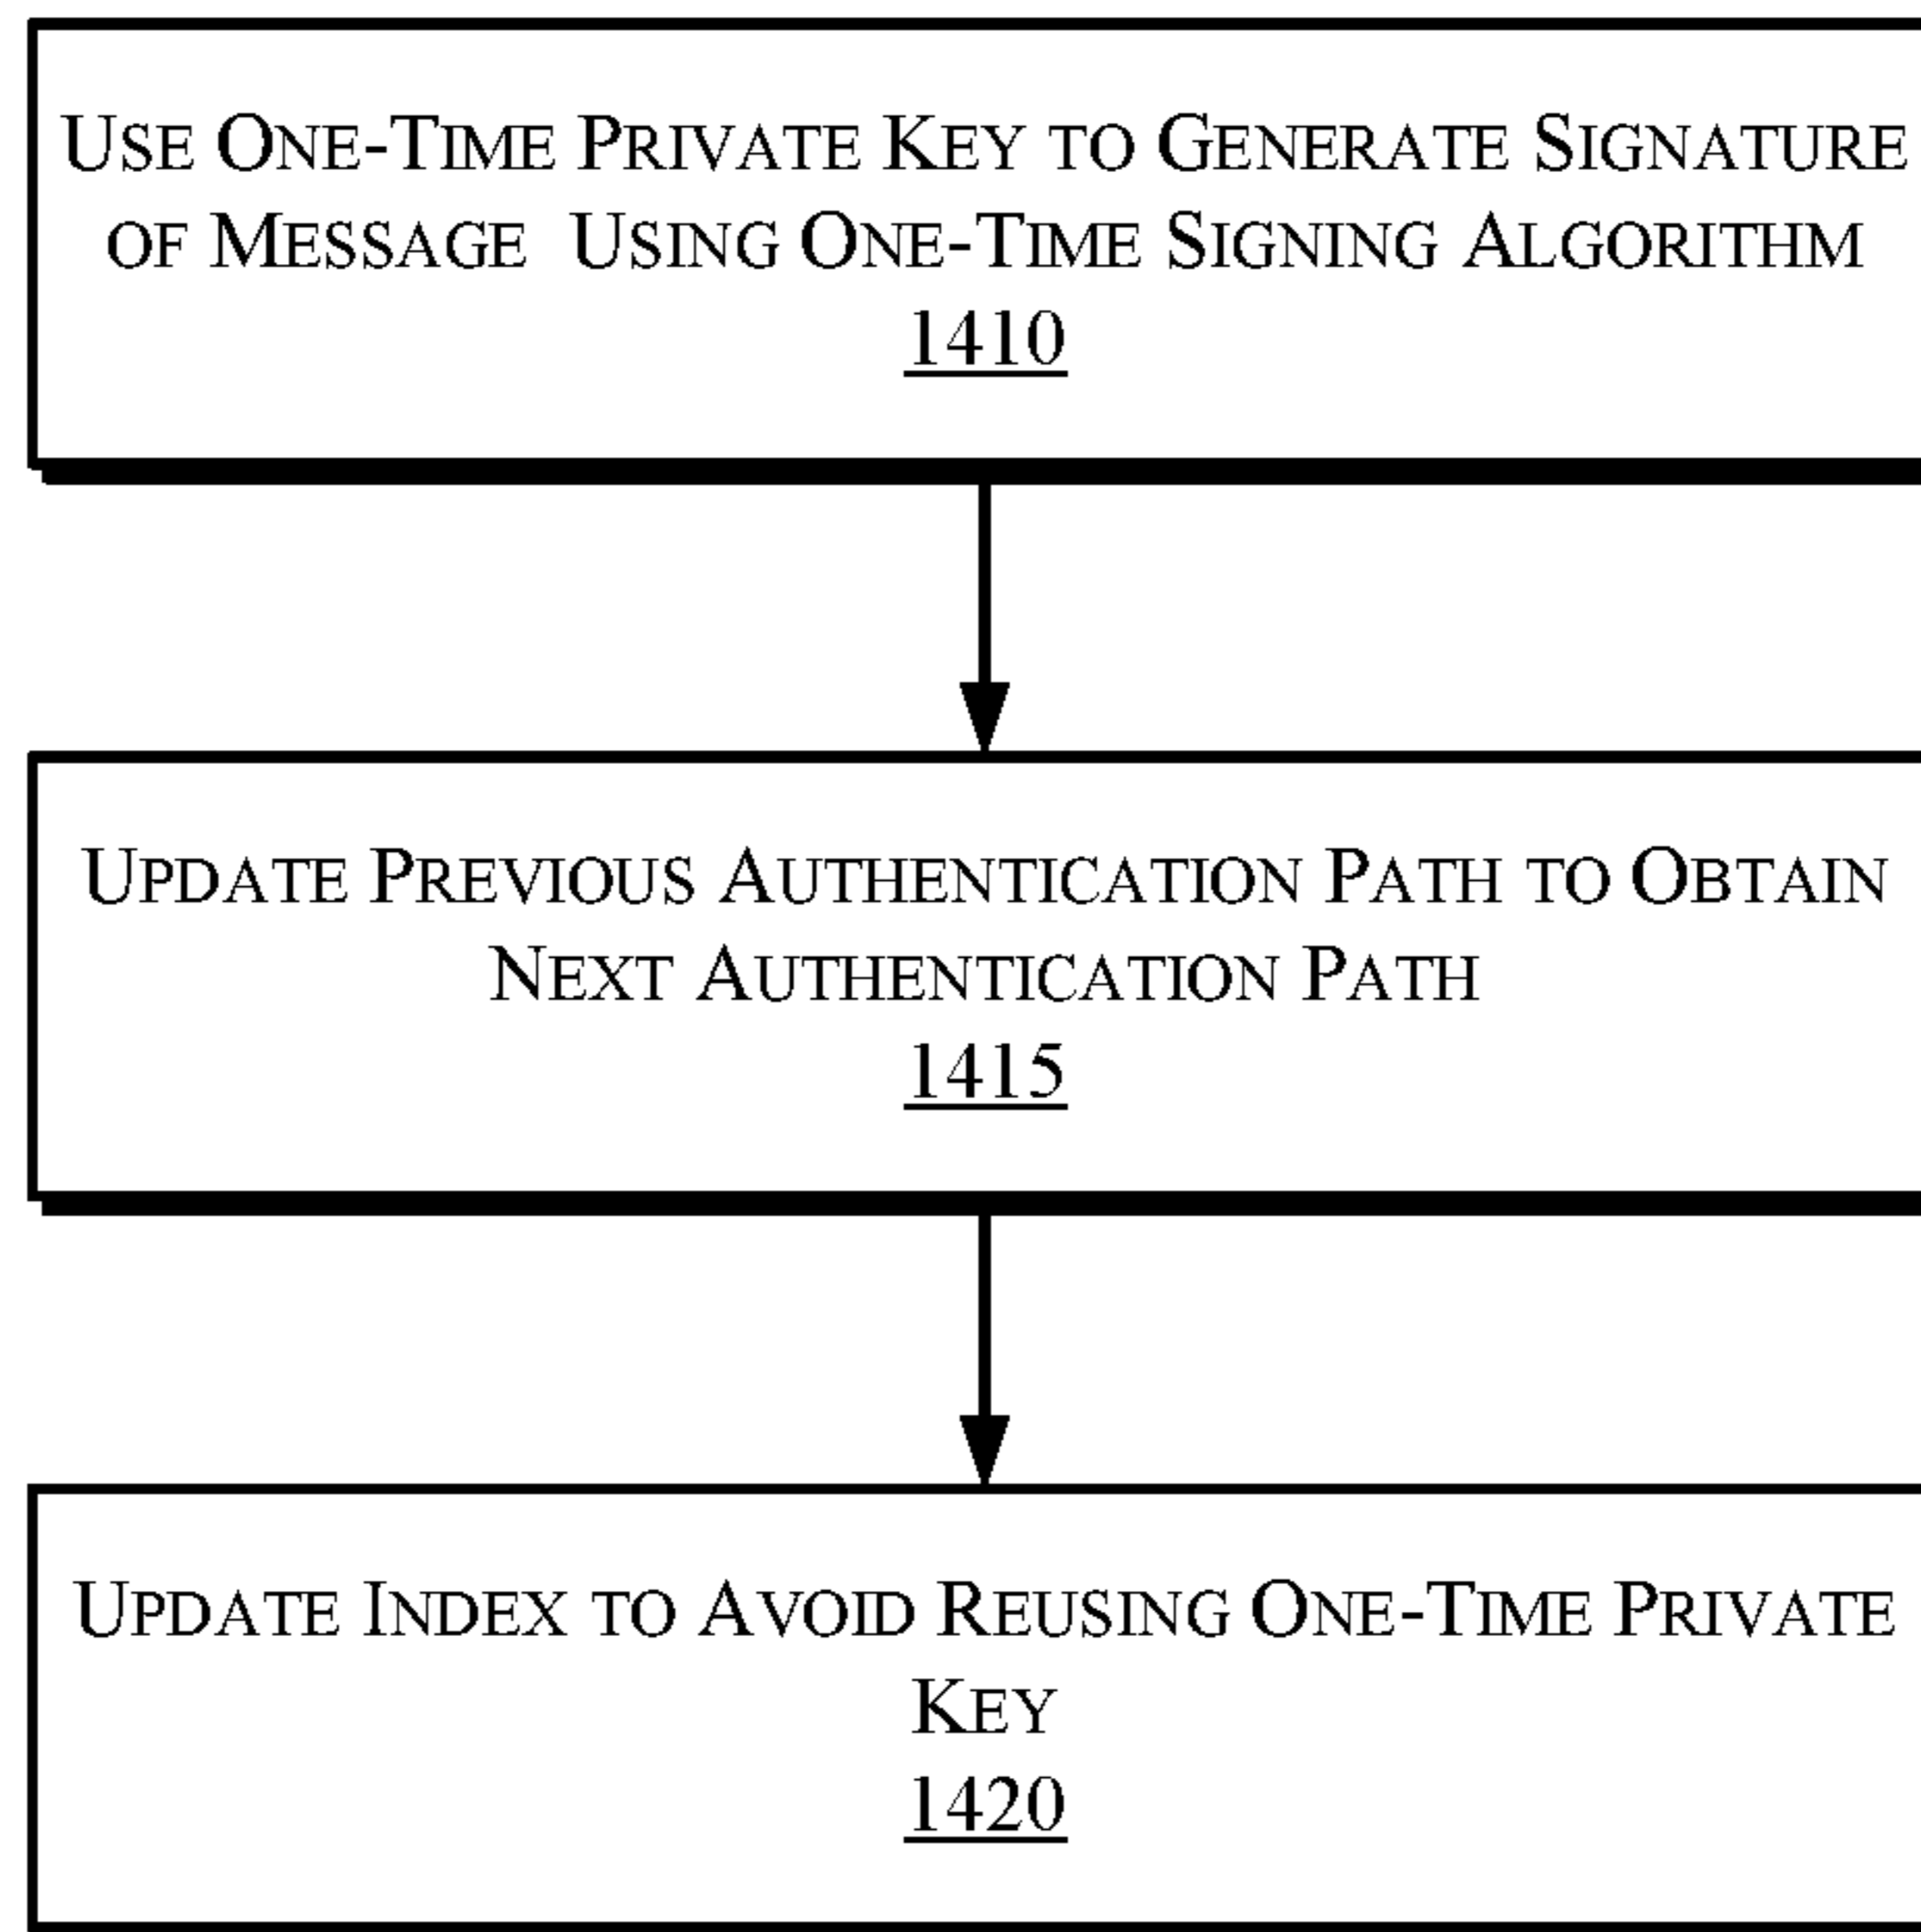 USE ONE-TIME PRIVATE KEY TO GENERATE SIGNATURE
OF MESSAGE USING ONE-TIME SIGNING ALGORITHM
1410
UPDATE PREVIOUS AUTHENTICATION PATH TO OBTAIN
NEXT AUTHENTICATION PATH
1415
UPDATE INDEX TO AVOID REUSING ONE-TIME PRIVATE
KEY
1420